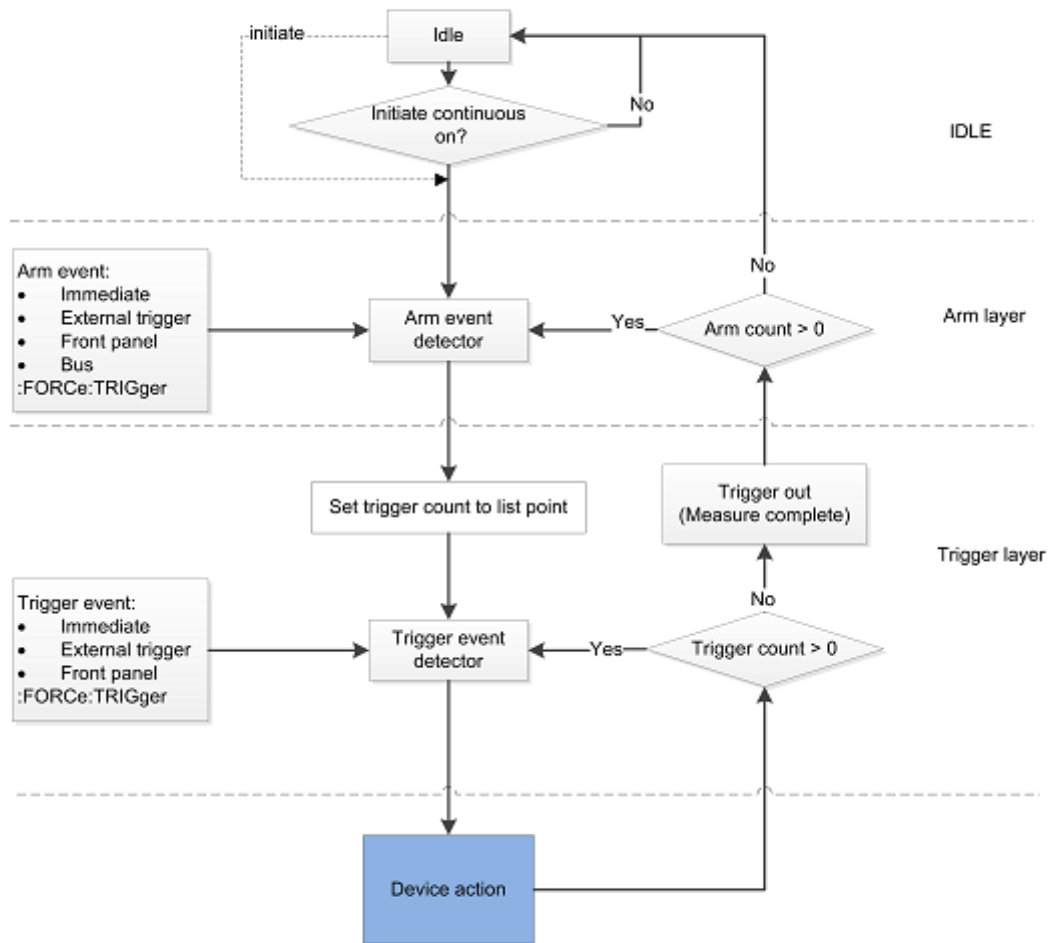 initiate
Idle
Initiate continuous
on?
No
IDLE
Arm event:
• Immediate
• External trigger
• Front panel
• Bus
:FORCe:TRIGger
Arm event
detector
Yes
Arm count > 0
No
Arm layer
Set trigger count to list point
Trigger out
(Measure complete)
Trigger layer
Trigger event:
• Immediate
• External trigger
• Front panel
:FORCe:TRIGger
Trigger event
detector
Yes
Trigger count > 0
No
Device action